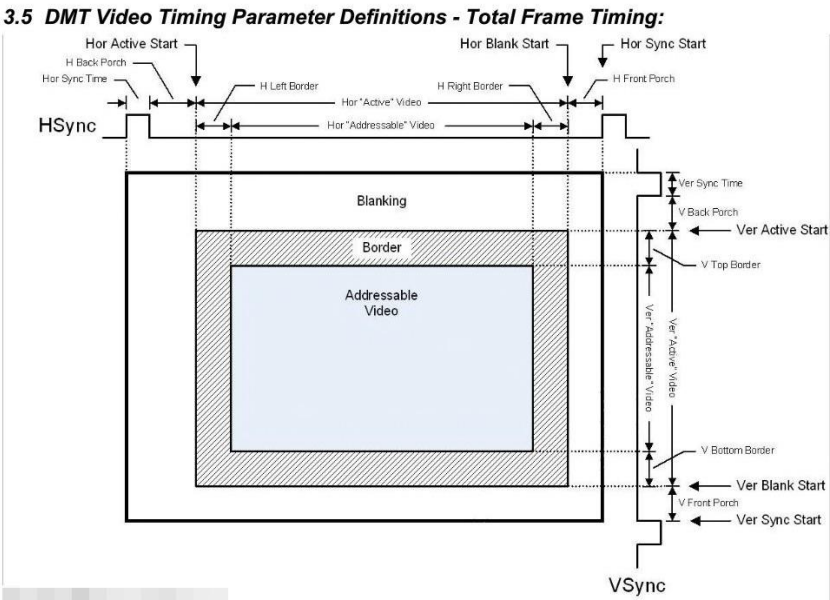 3.5 DMT Video Timing Parameter Definitions - Total Frame Timing:
Hor Active Start
Hor Blank Start
Hor Sync Start
H Back Porch
Hor Sync Time
H Left Border
H Right Border
H Front Porch
Hor "Active" Video
HSync
Hor "Addressable" Video
Ver Sync Time
Blanking
V Back Porch
Ver Active Start
Border
V Top Border
Addressable
Video
Ver "Addressable" Video
Ver "Active" Video
V Bottom Border
Ver Blank Start
V Front Porch
Ver Sync Start
VSync